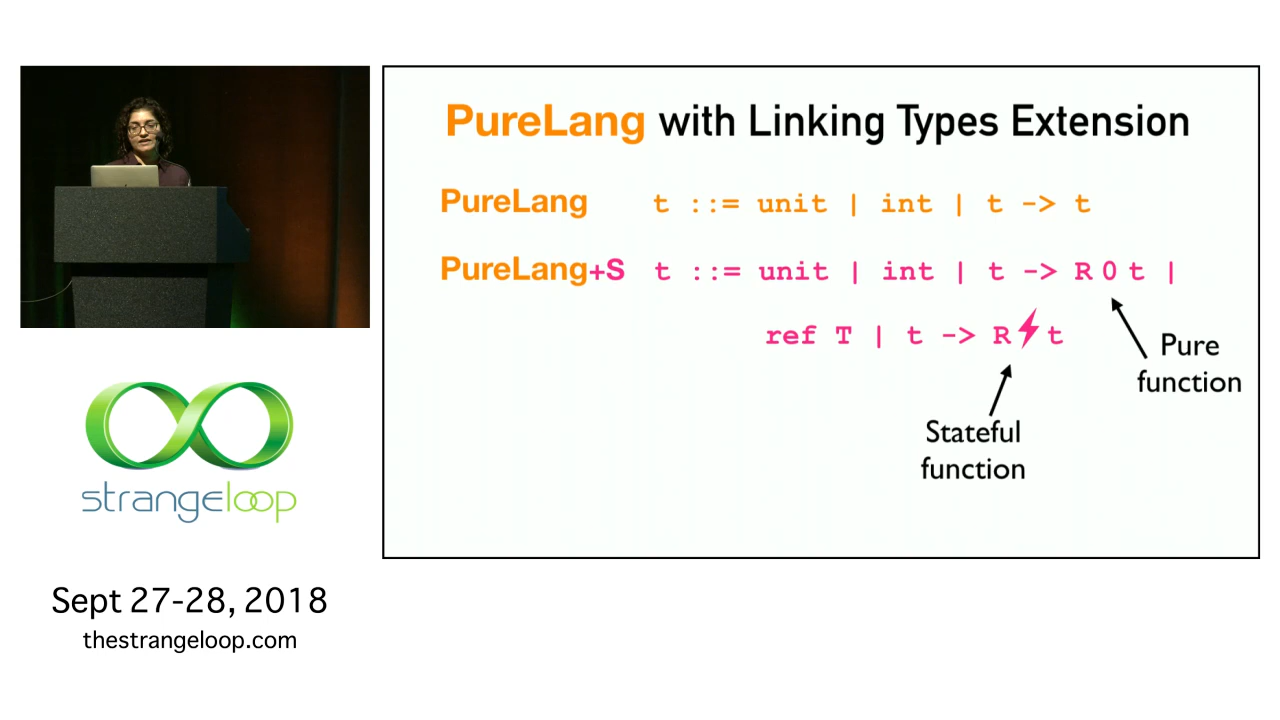 PureLang with Linking Types Extension
PureLang t ::= unit | int | t -> t
PureLang+S t ::= unit | int | t -> R 0 t |
ref T | t -> R⚡t
Pure
function
Stateful
function
strangeloop
Sept 27-28, 2018
thestrangeloop.com